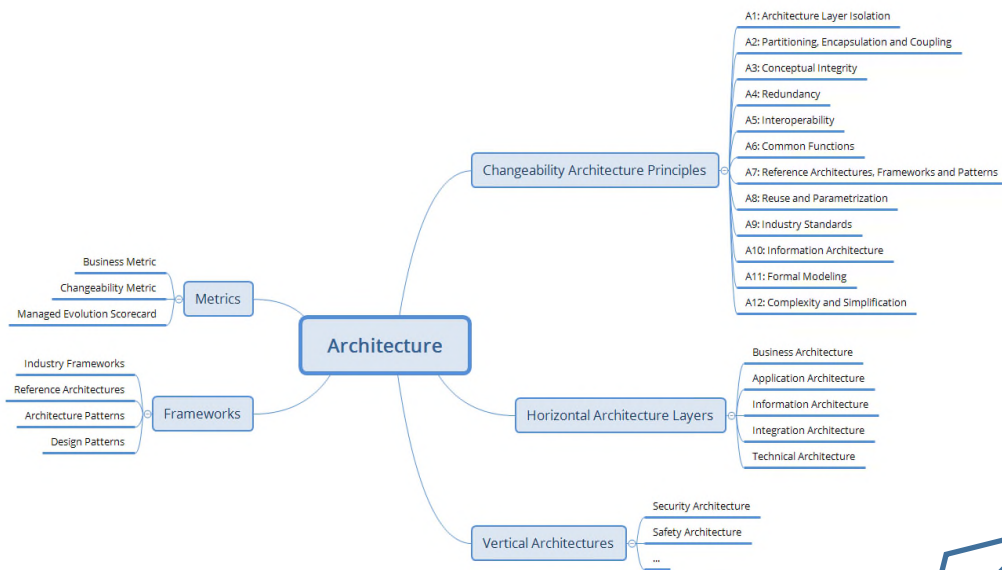 Architecture
Changeability Architecture Principles
A1: Architecture Layer Isolation
A2: Partitioning, Encapsulation and Coupling
A3: Conceptual Integrity
A4: Redundancy
A5: Interoperability
A6: Common Functions
A7: Reference Architectures, Frameworks and Patterns
A8: Reuse and Parametrization
A9: Industry Standards
A10: Information Architecture
A11: Formal Modeling
A12: Complexity and Simplification
Horizontal Architecture Layers
Business Architecture
Application Architecture
Information Architecture
Integration Architecture
Technical Architecture
Vertical Architectures
Security Architecture
Safety Architecture
...
Metrics
Business Metric
Changeability Metric
Managed Evolution Scorecard
Frameworks
Industry Frameworks
Reference Architectures
Architecture Patterns
Design Patterns